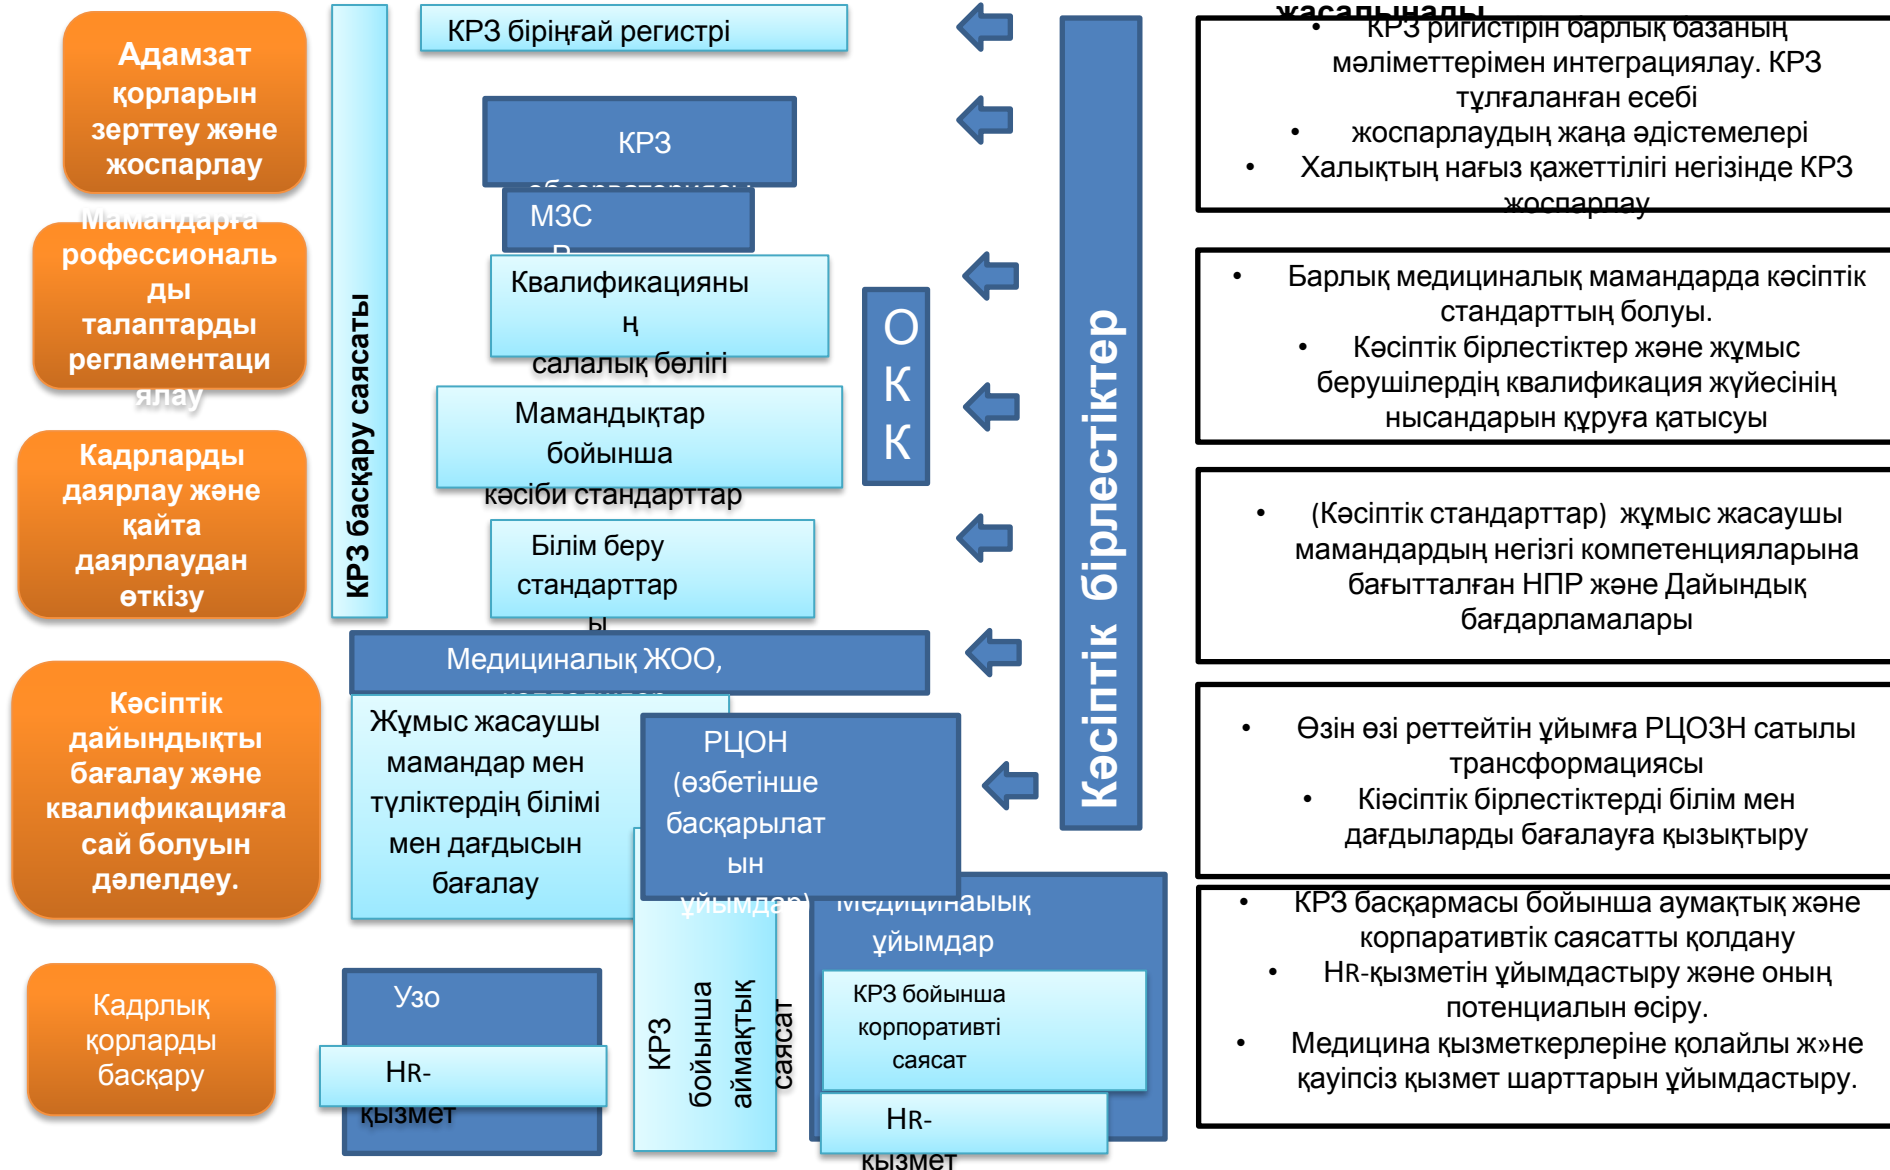 Адамзат
қорларын
зерттеу және
жоспарлау
Мамандарға
рофессиональ
ды
талаптарды
регламентаци
ялау
Кадрларды
даярлау және
қайта
даярлаудан
өткізу
Кәсіптік
дайындықты
бағалау және
квалификацияға
сай болуын
дәлелдеу.
Кадрлық
қорларды
басқару
КРЗ басқару саясаты
КРЗ біріңғай регистрі
КРЗ
обсерваториясы
МЗС
Р
Квалификацияны
ң
салалық бөлігі
Мамандықтар
бойынша
кәсіби стандарттар
Білім беру
стандарттар
ы
О
К
К
Медициналық ЖОО,
колледждер
Жұмыс жасаушы
мамандар мен
түліктердің білімі
мен дағдысын
бағалау
РЦОН
(өзбетінше
басқарылат
ын
ұйымдар)
Узо
HR-
қызмет
КРЗ
бойынша
аймақтық
саясат
Медицинаыық
ұйымдар
КРЗ бойынша
корпоративті
саясат
HR-
қызмет
Кәсіптік бірлестіктер
жасалынады
• КРЗ ригистірін барлық базаның
мәліметтерімен интеграциялау. КРЗ
тұлғаланған есебі
• жоспарлаудың жаңа әдістемелері
• Халықтың нағыз қажеттілігі негізінде КРЗ
жоспарлау
• Барлық медициналық мамандарда кәсіптік
стандарттың болуы.
• Кәсіптік бірлестіктер және жұмыс
берушілердің квалификация жүйесінің
нысандарын құруға қатысуы
• (Кәсіптік стандарттар) жұмыс жасаушы
мамандардың негізгі компетенцияларына
бағытталған НПР және Дайындық
бағдарламалары
• Өзін өзі реттейтін ұйымға РЦОЗН сатылы
трансформациясы
• Кіәсіптік бірлестіктерді білім мен
дағдыларды бағалауға қызықтыру
• КРЗ басқармасы бойынша аумақтық және
корпаративтік саясатты қолдану
• HR-қызметін ұйымдастыру және оның
потенциалын өсіру.
• Медицина қызметкерлеріне қолайлы ж»не
қауіпсіз қызмет шарттарын ұйымдастыру.